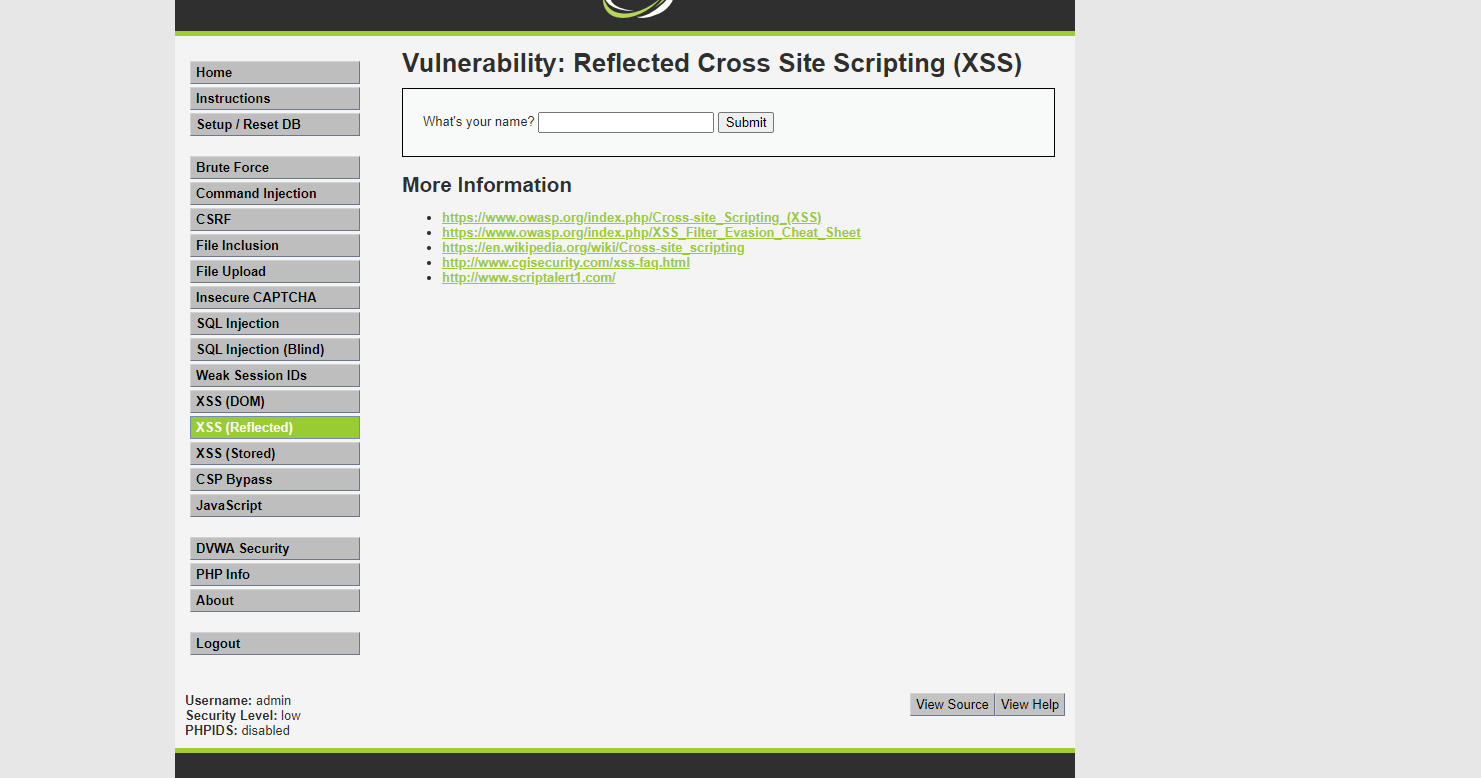 Home
Instructions
Setup / Reset DB
Brute Force
Command Injection
CSRF
File Inclusion
File Upload
Insecure CAPTCHA
SQL Injection
SQL Injection (Blind)
Weak Session IDs
XSS (DOM)
XSS (Reflected)
XSS (Stored)
CSP Bypass
JavaScript
DVWA Security
PHP Info
About
Logout
Vulnerability: Reflected Cross Site Scripting (XSS)
What's your name? Submit
More Information
https://www.owasp.org/index.php/Cross-site_Scripting_(XSS)
https://www.owasp.org/index.php/XSS_Filter_Evasion_Cheat_Sheet
https://en.wikipedia.org/wiki/Cross-site_scripting
http://www.cgisecurity.com/xss-faq.html
http://www.scriptalert1.com/
Username: admin
Security Level: low
PHPIDS: disabled
View Source View Help